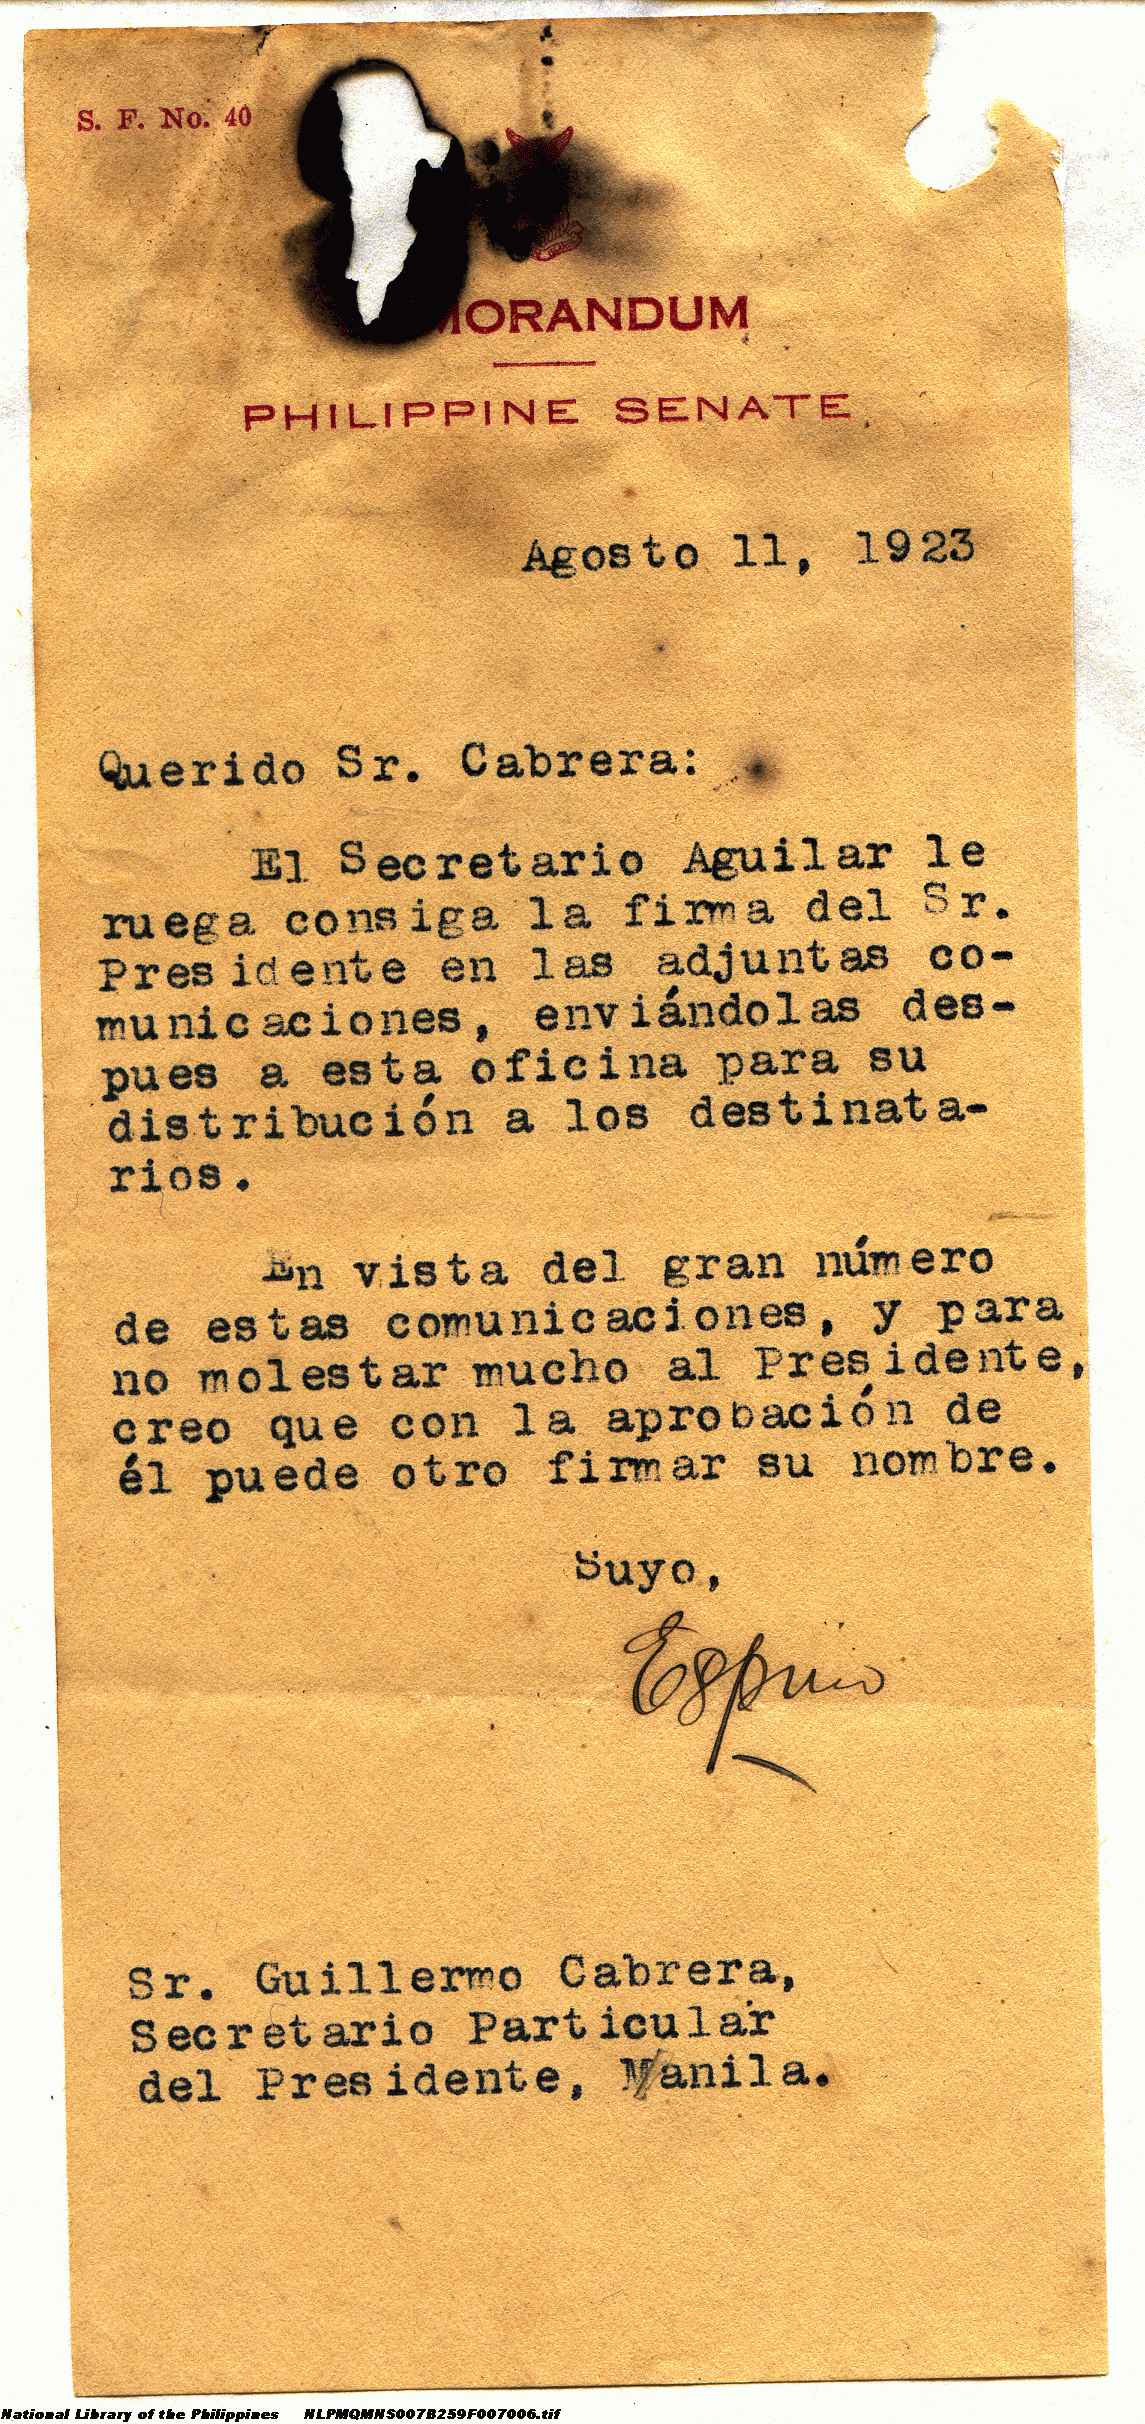 S. F. No. 40
MORANDUM
PHILIPPINE SENATE
Agosto 11, 1923
Querido Sr. Cabrera:
El Secretario Aguilar le
ruega consiga la firma del Sr.
Presidente en las adjuntas co-
municaciones, enviándolas des-
pues a esta oficina para su
distribución a los destinata-
rios.
En vista del gran número
de estas comunicaciones, y para
no molestar mucho al Presidente,
creo que con la aprobación de
él puede otro firmar su nombre.
Suyo,
Espino
Sr. Guillermo Cabrera,
Secretario Particular
del Presidente, Manila.
National Library of the Philippines NLPMQMNS007B259F007006.tif